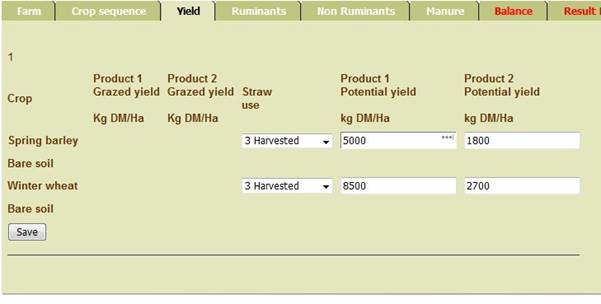 Farm Crop sequence Yield Ruminants Non Ruminants Manure Balance Result
1
Product 1 Product 2 Product 1 Product 2
Crop Grazed yield Grazed yield Straw use Potential yield Potential yield
Kg DM/Ha Kg DM/Ha kg DM/Ha kg DM/Ha
Spring barley 3 Harvested 5000 1800
Bare soil
Winter wheat 3 Harvested 8500 2700
Bare soil
Save